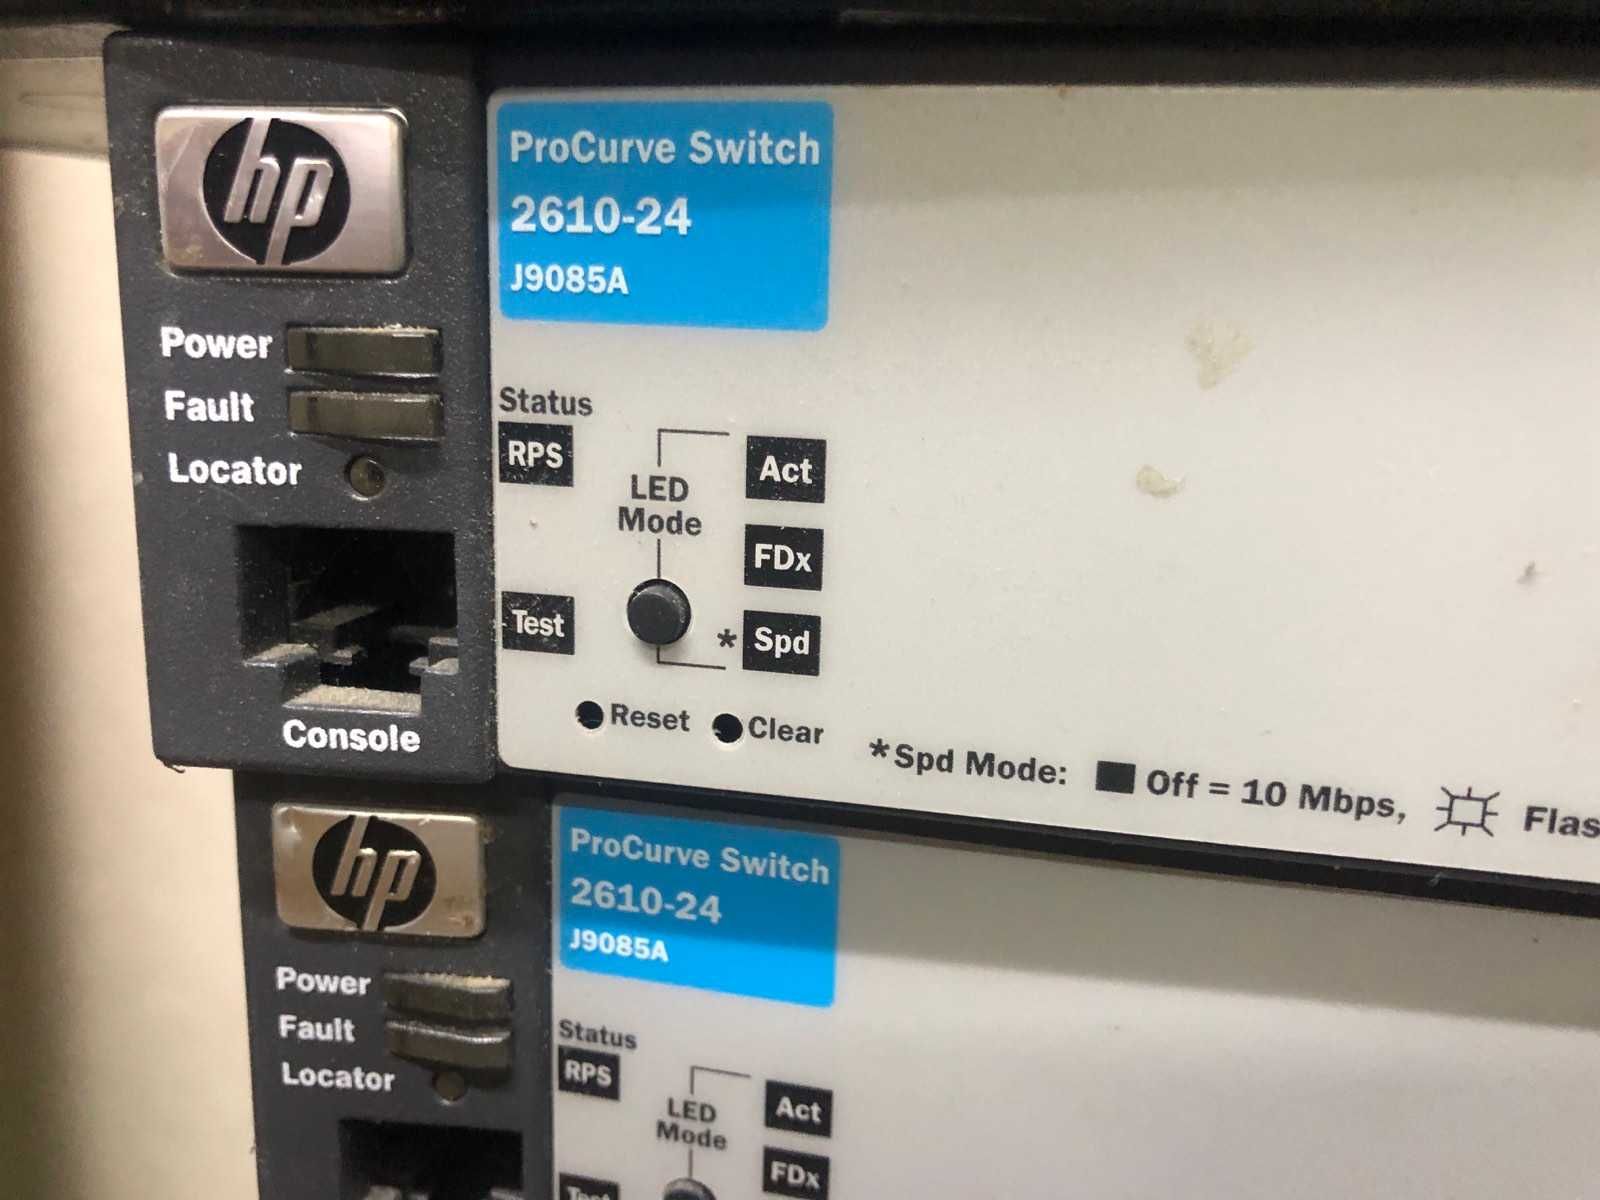 hp
ProCurve Switch
2610-24
J9085A
Power
Fault
Locator
Console
Status
RPS
LED
Mode
Act
FDx
Test
* Spd
Reset
Clear
*Spd Mode: Off = 10 Mbps, Flas
hp
ProCurve Switch
2610-24
J9085A
Power
Fault
Locator
Status
RPS
LED
Mode
Act
FDx
Test